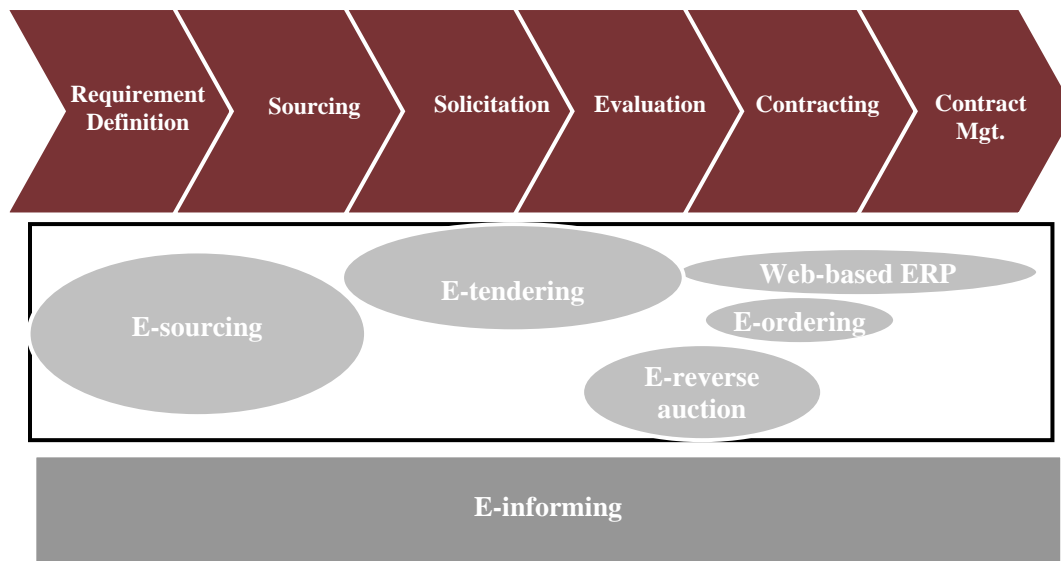 Requirement
Definition
Sourcing
Solicitation
Evaluation
Contracting
Contract
Mgt.
Web-based ERP
E-tendering
E-ordering
E-sourcing
E-reverse
auction
E-informing